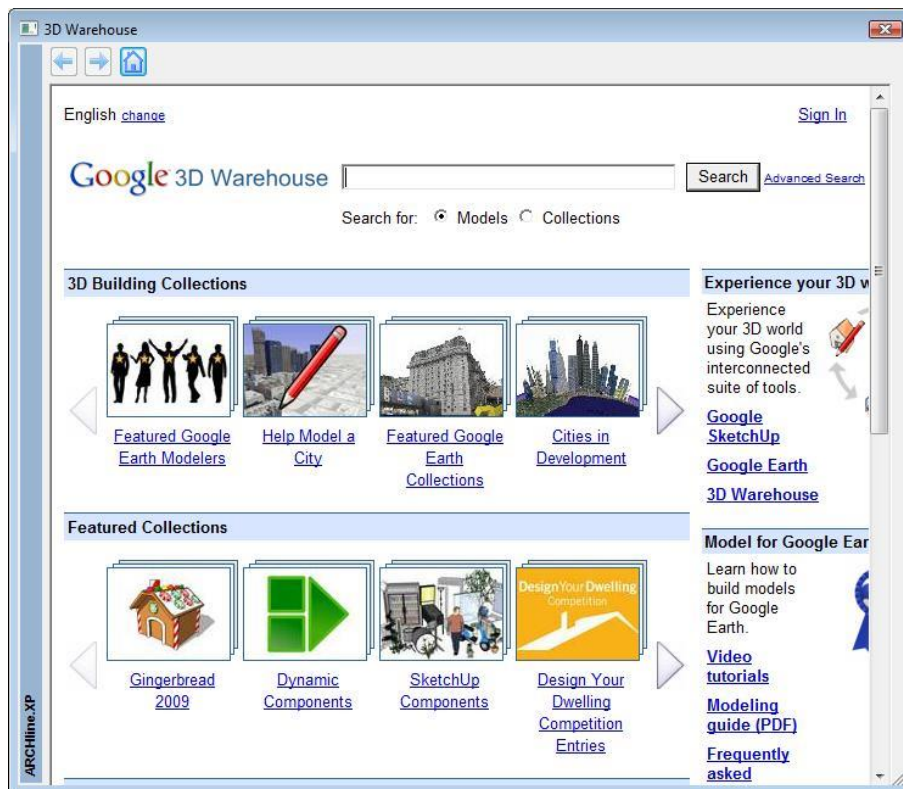 3D Warehouse
English change
Sign In
Google 3D Warehouse
Search
Advanced Search
Search for: Models Collections
3D Building Collections
Featured Google
Earth Modelers
Help Model a
City
Featured Google
Earth
Collections
Cities in
Development
Featured Collections
DesignYourDwelling
Competition
Gingerbread
2009
Dynamic
Components
SketchUp
Components
Design Your
Dwelling
Competition
Entries
Experience your 3D w
Experience
your 3D world
using Google's
interconnected
suite of tools.
Google
SketchUp
Google Earth
3D Warehouse
Model for Google Ear
Learn how to
build models
for Google
Earth.
Video
tutorials
Modeling
guide (PDF)
Frequently
asked
ARCHline.XP